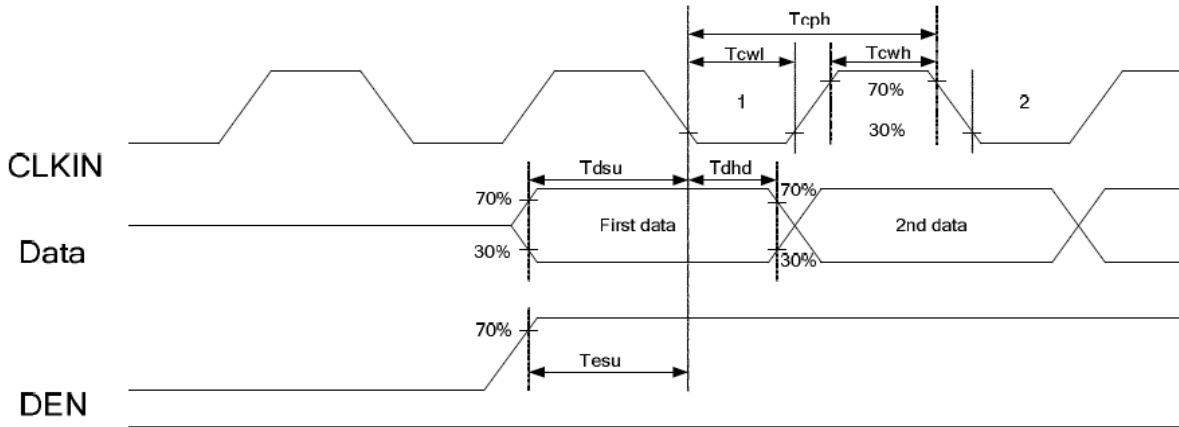 Tcph
Tcwl
Tcwh
1
70%
2
30%
CLKIN
Tdsu
Tdhd
70%
70%
First data
2nd data
Data
30%
30%
70%
Tesu
DEN